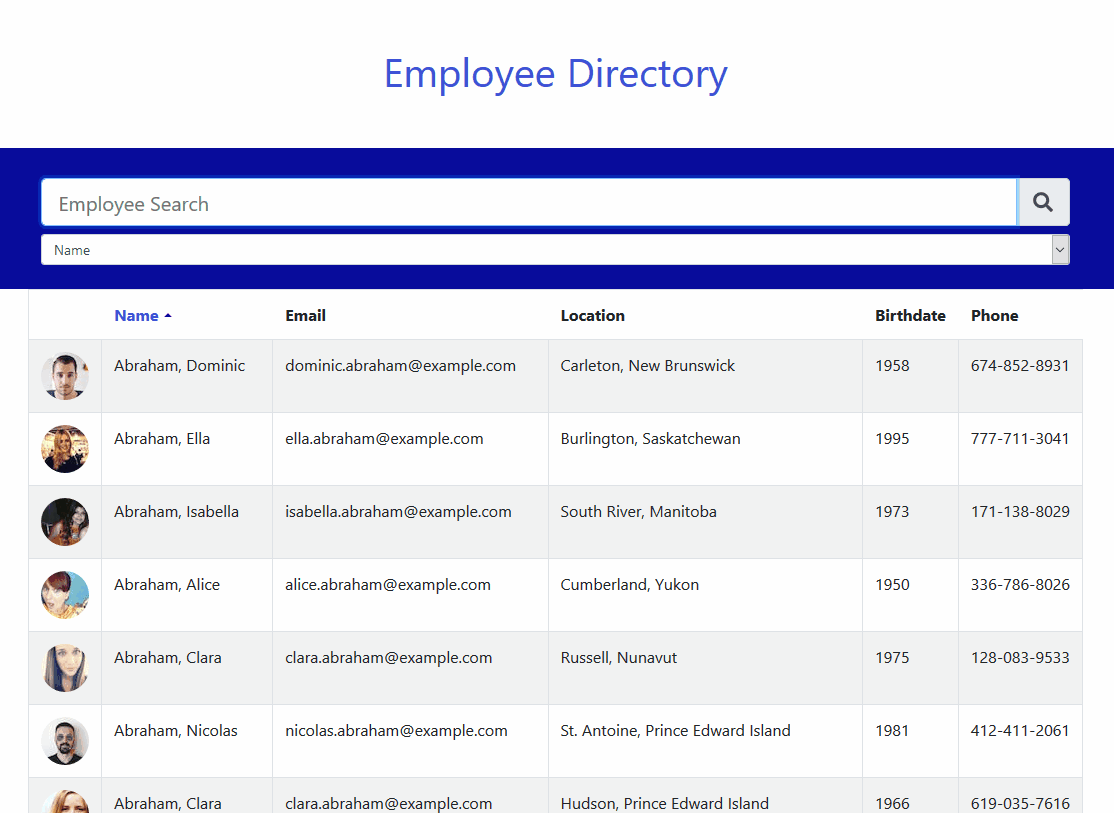 Employee Directory
Employee Search
Name
Name Email Location Birthdate Phone
Abraham, Dominic dominic.abraham@example.com Carleton, New Brunswick 1958 674-852-8931
Abraham, Ella ella.abraham@example.com Burlington, Saskatchewan 1995 777-711-3041
Abraham, Isabella isabella.abraham@example.com South River, Manitoba 1973 171-138-8029
Abraham, Alice alice.abraham@example.com Cumberland, Yukon 1950 336-786-8026
Abraham, Clara clara.abraham@example.com Russell, Nunavut 1975 128-083-9533
Abraham, Nicolas nicolas.abraham@example.com St. Antoine, Prince Edward Island 1981 412-411-2061
Abraham, Clara clara.abraham@example.com Hudson, Prince Edward Island 1966 619-035-7616